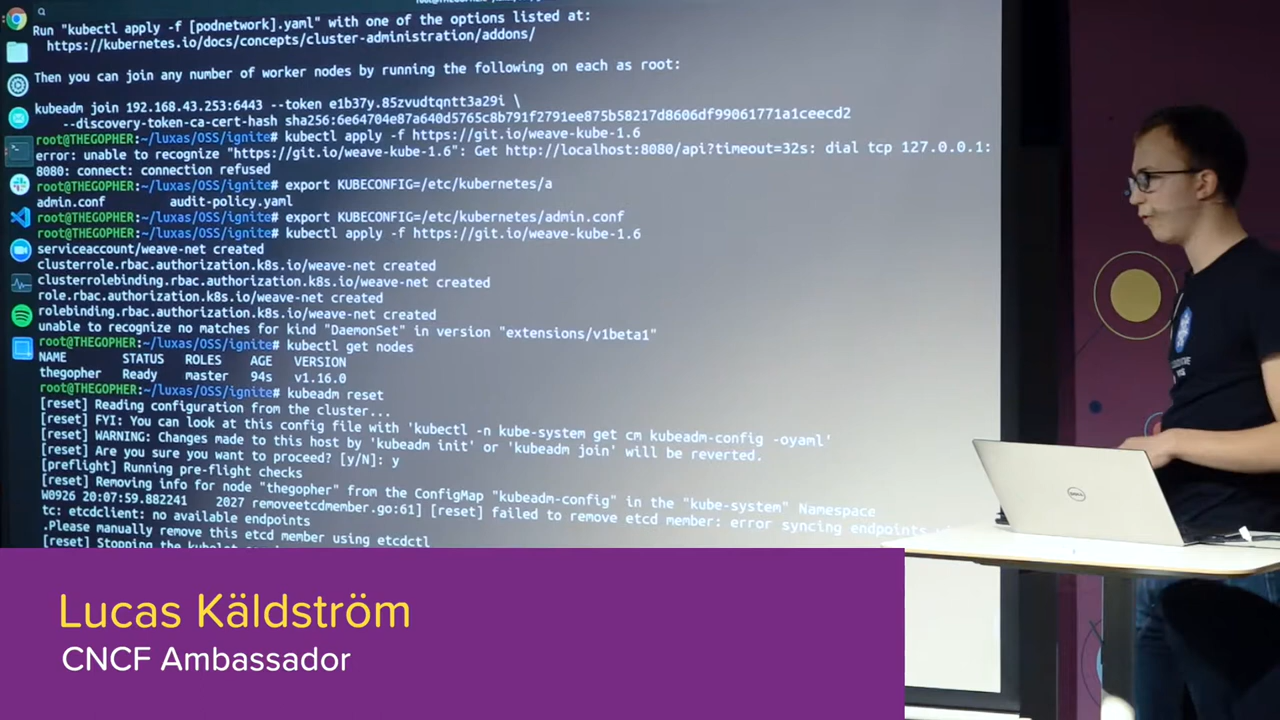 Run "kubectl apply -f [podnetwork].yaml" with one of the options listed at:
https://kubernetes.io/docs/concepts/cluster-administration/addons/
Then you can join any number of worker nodes by running the following on each as root:
kubeadm join 192.168.43.253:6443 --token e1b37y.85zvudtqntt3a29i \
--discovery-token-ca-cert-hash sha256:6e64704e87a640d5765c8b791f2791ee875b58217d8606df99061771a1ceecd2
root@THEGOPHER:~/luxas/OSS/ignite# kubectl apply -f https://git.io/weave-kube-1.6
error: unable to recognize "https://git.io/weave-kube-1.6": Get http://localhost:8080/api?timeout=32s: dial tcp 127.0.0.1:
8080: connect: connection refused
root@THEGOPHER:~/luxas/OSS/ignite# export KUBECONFIG=/etc/kubernetes/a
admin.conf audit-policy.yaml
root@THEGOPHER:~/luxas/OSS/ignite# export KUBECONFIG=/etc/kubernetes/admin.conf
root@THEGOPHER:~/luxas/OSS/ignite# kubectl apply -f https://git.io/weave-kube-1.6
serviceaccount/weave-net created
clusterrole.rbac.authorization.k8s.io/weave-net created
clusterrolebinding.rbac.authorization.k8s.io/weave-net created
role.rbac.authorization.k8s.io/weave-net created
rolebinding.rbac.authorization.k8s.io/weave-net created
unable to recognize no matches for kind "DaemonSet" in version "extensions/v1beta1"
root@THEGOPHER:~/luxas/OSS/ignite# kubectl get nodes
NAME STATUS ROLES AGE VERSION
thegopher Ready master 94s v1.16.0
root@THEGOPHER:~/luxas/OSS/ignite# kubeadm reset
[reset] Reading configuration from the cluster...
[reset] FYI: You can look at this config file with 'kubectl -n kube-system get cm kubeadm-config -oyaml'
[reset] WARNING: Changes made to this host by 'kubeadm init' or 'kubeadm join' will be reverted.
[reset] Are you sure you want to proceed? [y/N]: y
[preflight] Running pre-flight checks
[reset] Removing info for node "thegopher" from the ConfigMap "kubeadm-config" in the "kube-system" Namespace
W0926 20:07:59.882241 2027 removeetcdmember.go:61] [reset] failed to remove etcd member: error syncing endpoints
tc: etcdclient: no available endpoints
.Please manually remove this etcd member using etcdctl
[reset] Stopping the kubelet
Lucas Käldström
CNCF Ambassador
DELL